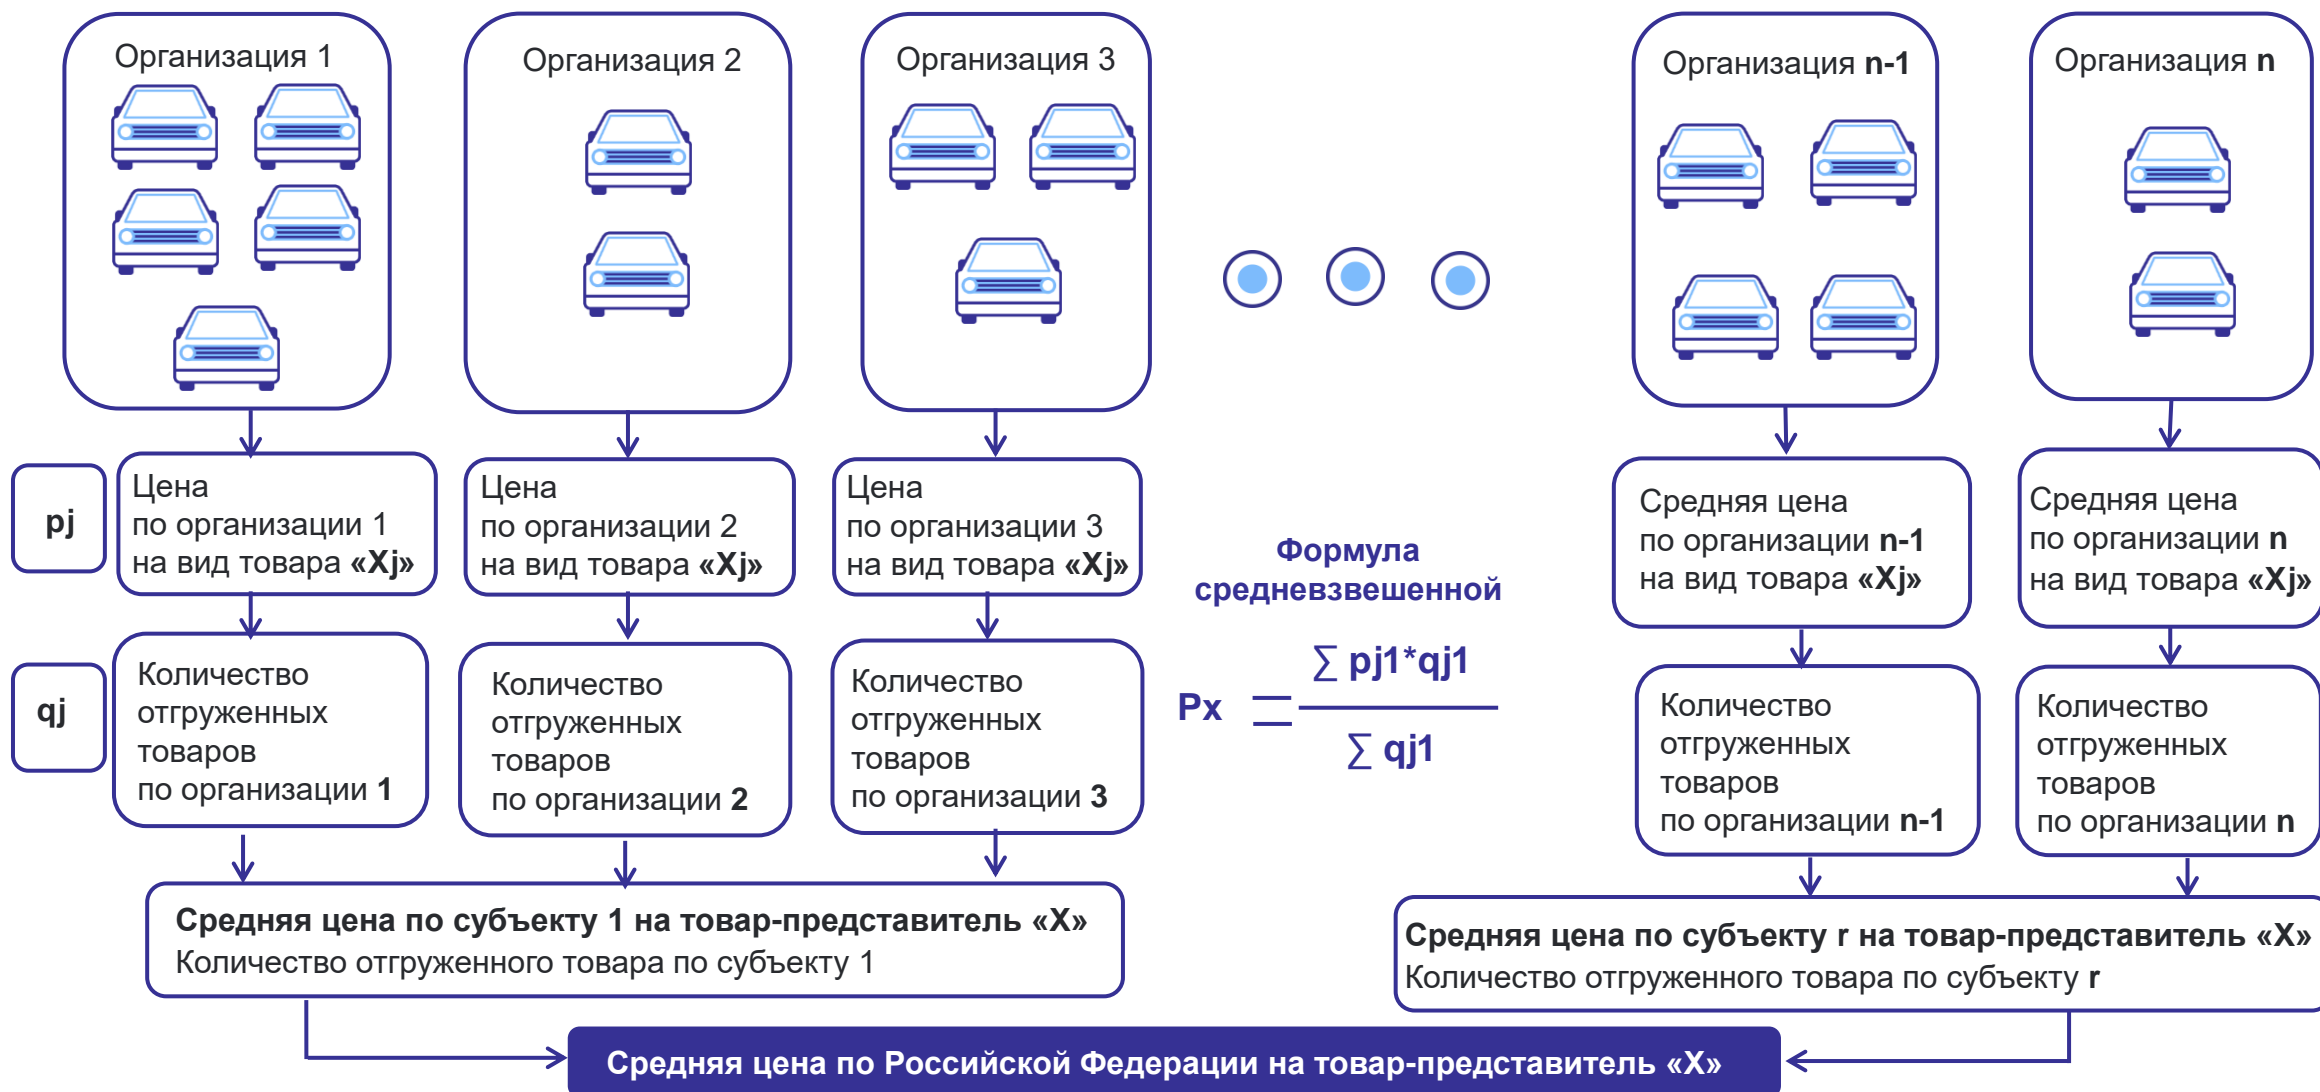 Организация 1
Организация 2
Организация 3
Организация n-1
Организация n
pj
Цена
по организации 1
на вид товара «Xj»
Цена
по организации 2
на вид товара «Xj»
Цена
по организации 3
на вид товара «Xj»
Средняя цена
по организации n-1
на вид товара «Xj»
Средняя цена
по организации n
на вид товара «Xj»
Формула
средневзвешенной
Px = ∑ pj1*qj1
∑ qj1
qj
Количество
отгруженных
товаров
по организации 1
Количество
отгруженных
товаров
по организации 2
Количество
отгруженных
товаров
по организации 3
Количество
отгруженных
товаров
по организации n-1
Количество
отгруженных
товаров
по организации n
Средняя цена по субъекту 1 на товар-представитель «X»
Количество отгруженного товара по субъекту 1
Средняя цена по субъекту r на товар-представитель «X»
Количество отгруженного товара по субъекту r
Средняя цена по Российской Федерации на товар-представитель «X»